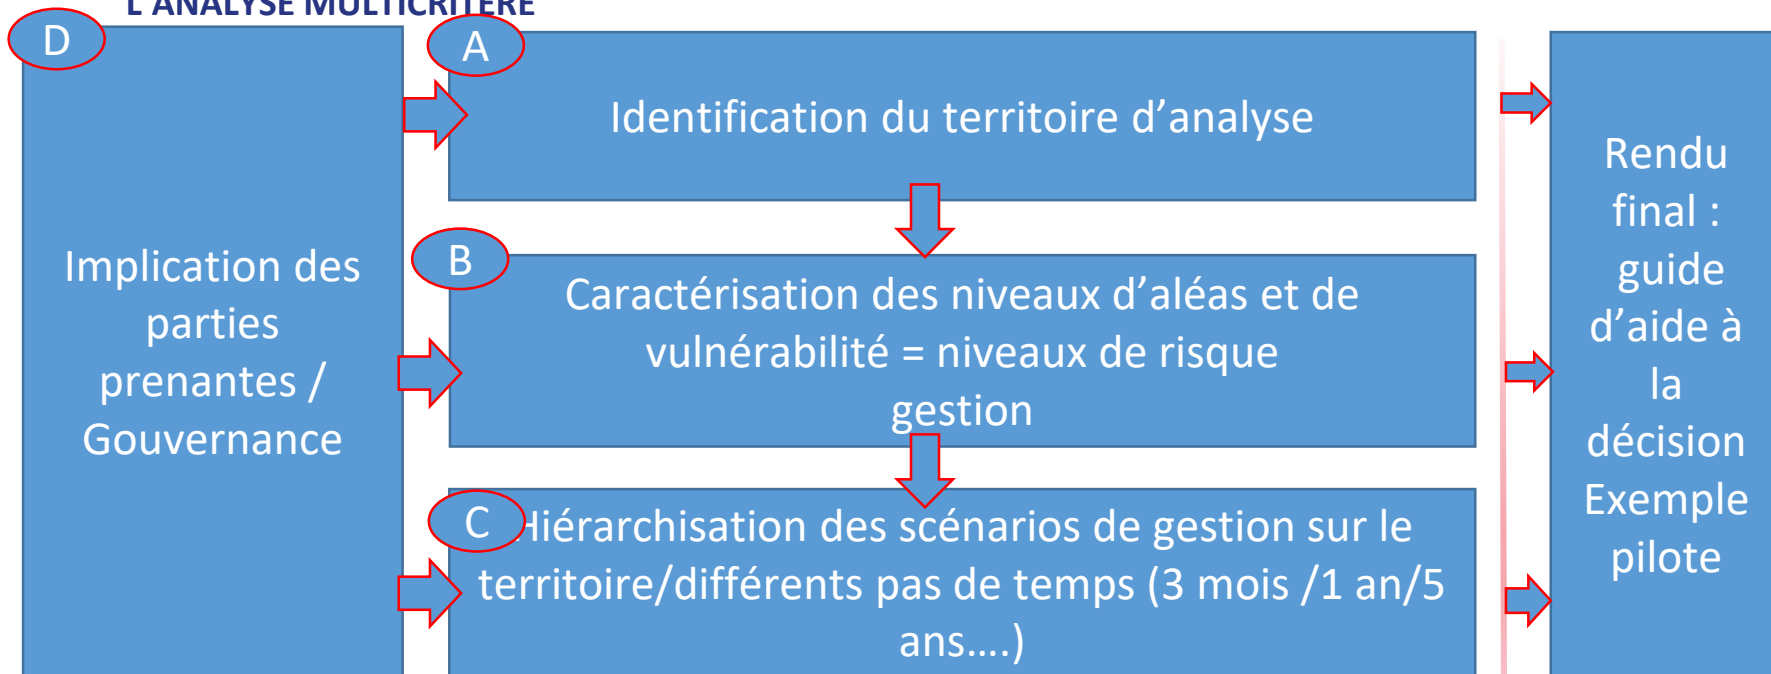 L'ANALYSE MULTICRITERE
D
Implication des
parties
prenantes /
Gouvernance
A
Identification du territoire d’analyse
B
Caractérisation des niveaux d’aléas et de
vulnérabilité = niveaux de risque
gestion
C
Hiérarchisation des scénarios de gestion sur le
territoire/différents pas de temps (3 mois /1 an/5
ans….)
Rendu
final :
guide
d’aide à
la
décision
Exemple
pilote